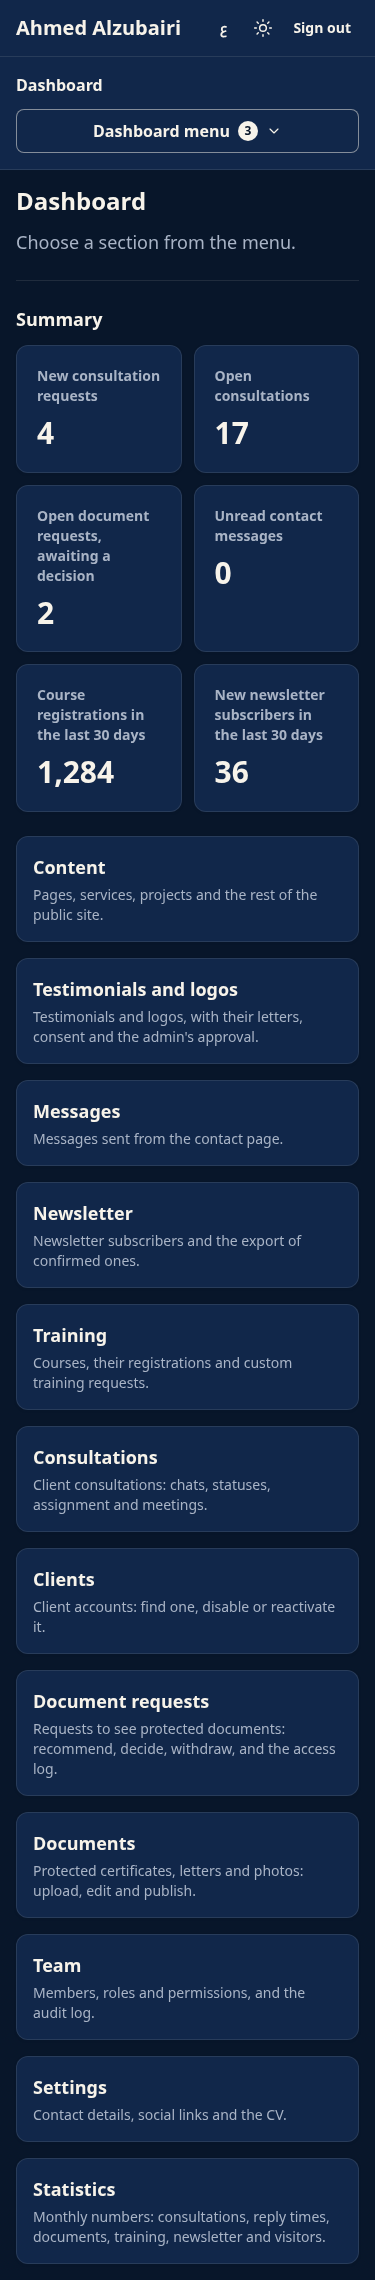 Ahmed Alzubairi
ع
Sign out
Dashboard
Dashboard menu 3
Dashboard
Choose a section from the menu.
Summary
New consultation
requests
4
Open
consultations
17
Open document
requests,
awaiting a
decision
2
Unread contact
messages
0
Course
registrations in
the last 30 days
1,284
New newsletter
subscribers in
the last 30 days
36
Content
Pages, services, projects and the rest of the
public site.
Testimonials and logos
Testimonials and logos, with their letters,
consent and the admin's approval.
Messages
Messages sent from the contact page.
Newsletter
Newsletter subscribers and the export of
confirmed ones.
Training
Courses, their registrations and custom
training requests.
Consultations
Client consultations: chats, statuses,
assignment and meetings.
Clients
Client accounts: find one, disable or reactivate
it.
Document requests
Requests to see protected documents:
recommend, decide, withdraw, and the access
log.
Documents
Protected certificates, letters and photos:
upload, edit and publish.
Team
Members, roles and permissions, and the
audit log.
Settings
Contact details, social links and the CV.
Statistics
Monthly numbers: consultations, reply times,
documents, training, newsletter and visitors.